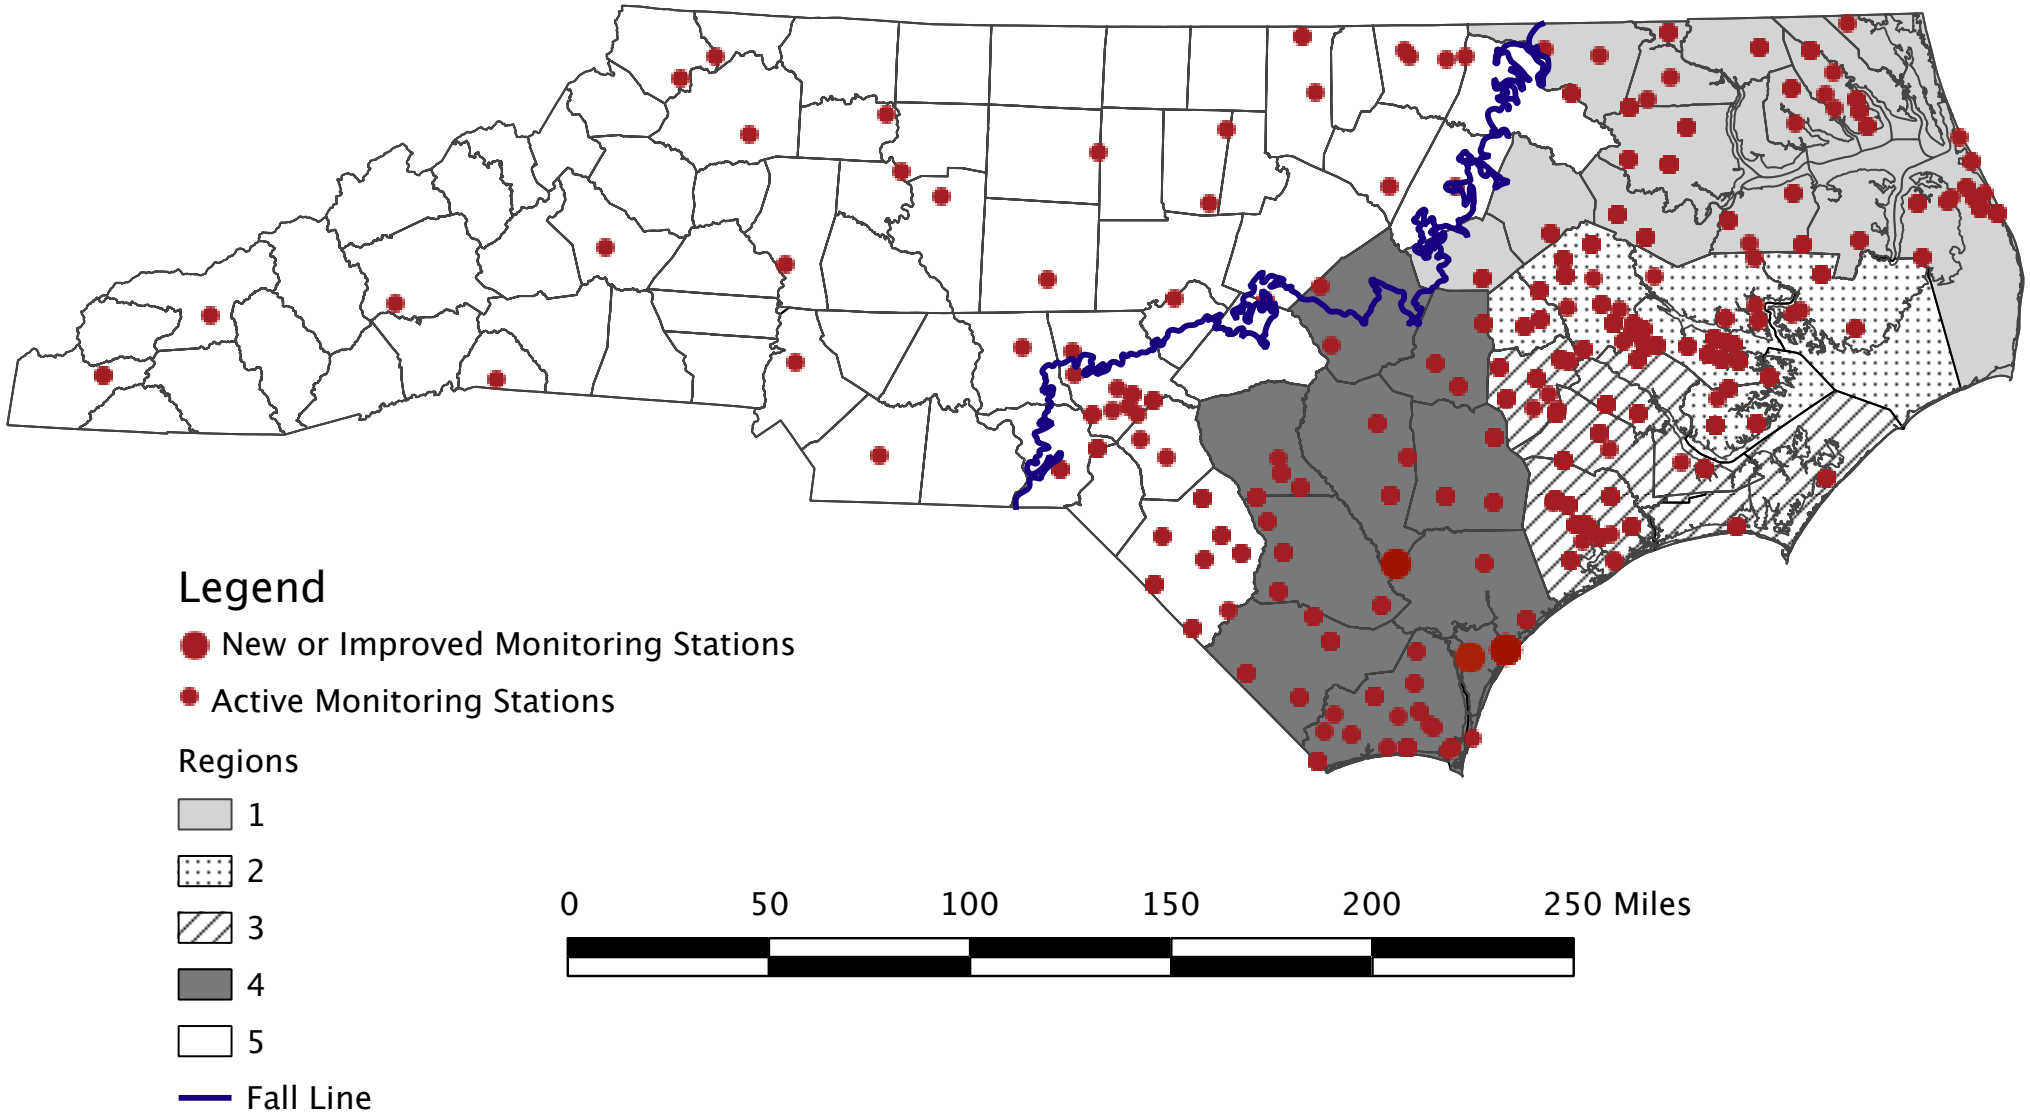 Legend
New or Improved Monitoring Stations
Active Monitoring Stations
Regions
1
2
3
4
5
Fall Line
0 50 100 150 200 250 Miles